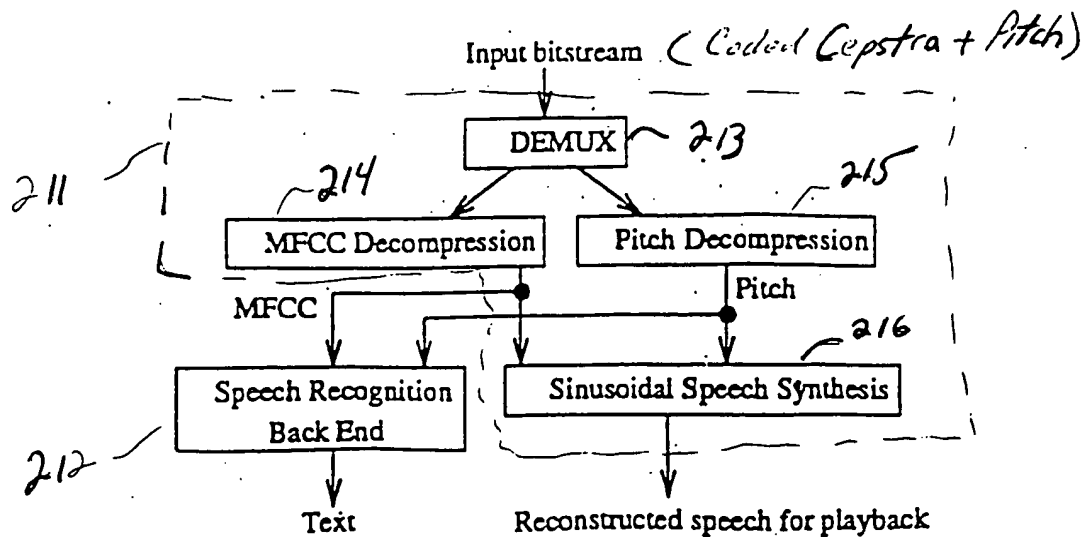 Input bitstream (Coded Cepstra + Pitch)
DEMUX 213
211
214
215
MFCC Decompression
Pitch Decompression
MFCC
Pitch
216
Speech Recognition
Back End
Sinusoidal Speech Synthesis
212
Text
Reconstructed speech for playback